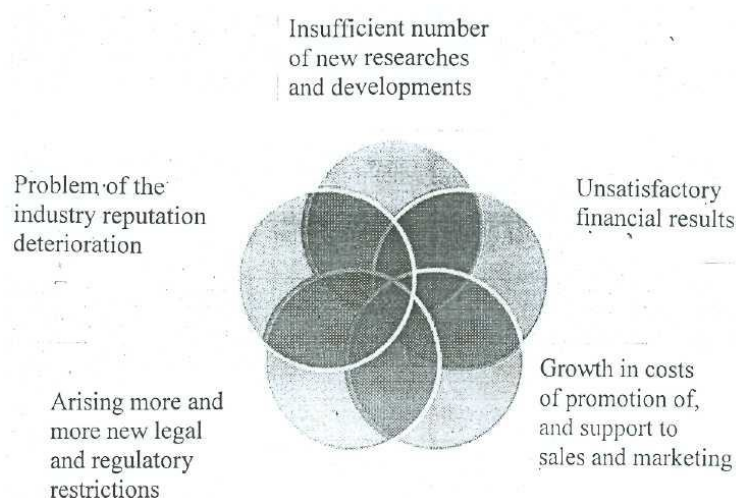 Insufficient number
of new researches
and developments
Problem of the
industry reputation
deterioration
Unsatisfactory
financial results
Arising more and
more new legal
and regulatory
restrictions
Growth in costs
of promotion of,
and support to
sales and marketing